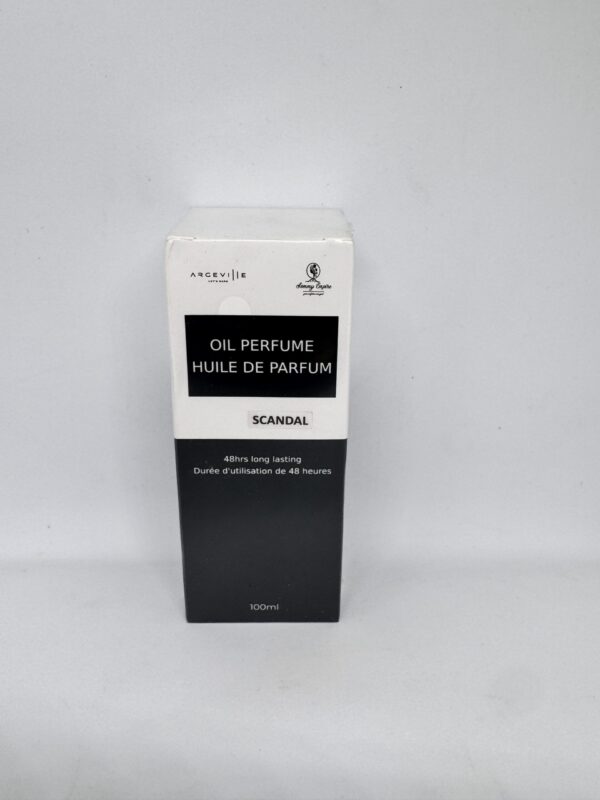 ARGEVILLE
OIL PERFUME
HUILE DE PARFUM
SCANDAL
48hrs long lasting
Durée d'utilisation de 48 heures
100ml